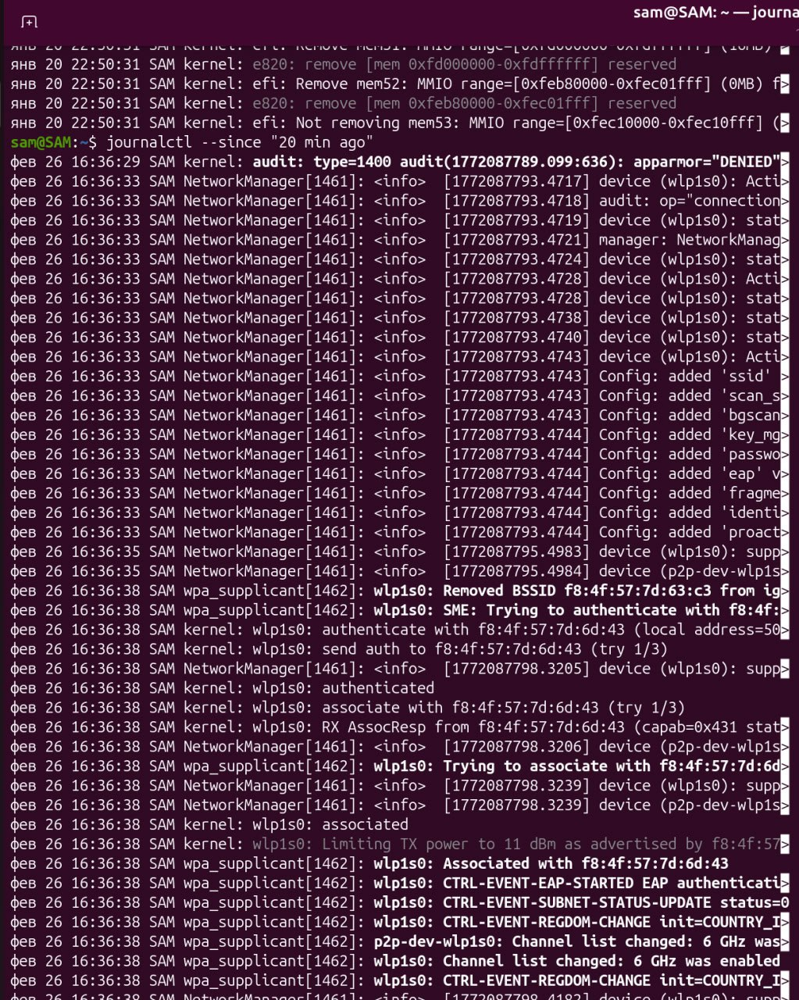 sam@SAM: ~ — journa
янв 20 22:50:31 SAM kernel: efi: Remove mem51: MMIO range=[0xfd000000-0xfdffffff] (16MB) >
янв 20 22:50:31 SAM kernel: e820: remove [mem 0xfd000000-0xfdffffff] reserved
янв 20 22:50:31 SAM kernel: efi: Remove mem52: MMIO range=[0xfeb80000-0xfec01fff] (0MB) f>
янв 20 22:50:31 SAM kernel: e820: remove [mem 0xfeb80000-0xfec01fff] reserved
янв 20 22:50:31 SAM kernel: efi: Not removing mem53: MMIO range=[0xfec10000-0xfec10fff] (>
sam@SAM:~$ journalctl --since "20 min ago"
фев 26 16:36:29 SAM kernel: audit: type=1400 audit(1772087789.099:636): apparmor="DENIED">
фев 26 16:36:33 SAM NetworkManager[1461]: <info>  [1772087793.4717] device (wlp1s0): Acti>
фев 26 16:36:33 SAM NetworkManager[1461]: <info>  [1772087793.4718] audit: op="connection>
фев 26 16:36:33 SAM NetworkManager[1461]: <info>  [1772087793.4719] device (wlp1s0): stat>
фев 26 16:36:33 SAM NetworkManager[1461]: <info>  [1772087793.4721] manager: NetworkManag>
фев 26 16:36:33 SAM NetworkManager[1461]: <info>  [1772087793.4724] device (wlp1s0): stat>
фев 26 16:36:33 SAM NetworkManager[1461]: <info>  [1772087793.4728] device (wlp1s0): Acti>
фев 26 16:36:33 SAM NetworkManager[1461]: <info>  [1772087793.4728] device (wlp1s0): stat>
фев 26 16:36:33 SAM NetworkManager[1461]: <info>  [1772087793.4738] device (wlp1s0): stat>
фев 26 16:36:33 SAM NetworkManager[1461]: <info>  [1772087793.4740] device (wlp1s0): stat>
фев 26 16:36:33 SAM NetworkManager[1461]: <info>  [1772087793.4743] device (wlp1s0): Acti>
фев 26 16:36:33 SAM NetworkManager[1461]: <info>  [1772087793.4743] Config: added 'ssid' >
фев 26 16:36:33 SAM NetworkManager[1461]: <info>  [1772087793.4743] Config: added 'scan_s>
фев 26 16:36:33 SAM NetworkManager[1461]: <info>  [1772087793.4743] Config: added 'bgscan>
фев 26 16:36:33 SAM NetworkManager[1461]: <info>  [1772087793.4744] Config: added 'key_mg>
фев 26 16:36:33 SAM NetworkManager[1461]: <info>  [1772087793.4744] Config: added 'passwo>
фев 26 16:36:33 SAM NetworkManager[1461]: <info>  [1772087793.4744] Config: added 'eap' v>
фев 26 16:36:33 SAM NetworkManager[1461]: <info>  [1772087793.4744] Config: added 'fragme>
фев 26 16:36:33 SAM NetworkManager[1461]: <info>  [1772087793.4744] Config: added 'identi>
фев 26 16:36:33 SAM NetworkManager[1461]: <info>  [1772087793.4744] Config: added 'proact>
фев 26 16:36:35 SAM NetworkManager[1461]: <info>  [1772087795.4983] device (wlp1s0): supp>
фев 26 16:36:35 SAM NetworkManager[1461]: <info>  [1772087795.4984] device (p2p-dev-wlp1s>
фев 26 16:36:38 SAM wpa_supplicant[1462]: wlp1s0: Removed BSSID f8:4f:57:7d:63:c3 from ig>
фев 26 16:36:38 SAM wpa_supplicant[1462]: wlp1s0: SME: Trying to authenticate with f8:4f:>
фев 26 16:36:38 SAM kernel: wlp1s0: authenticate with f8:4f:57:7d:6d:43 (local address=50>
фев 26 16:36:38 SAM kernel: wlp1s0: send auth to f8:4f:57:7d:6d:43 (try 1/3)
фев 26 16:36:38 SAM NetworkManager[1461]: <info>  [1772087798.3205] device (wlp1s0): supp>
фев 26 16:36:38 SAM kernel: wlp1s0: authenticated
фев 26 16:36:38 SAM kernel: wlp1s0: associate with f8:4f:57:7d:6d:43 (try 1/3)
фев 26 16:36:38 SAM kernel: wlp1s0: RX AssocResp from f8:4f:57:7d:6d:43 (capab=0x431 stat>
фев 26 16:36:38 SAM NetworkManager[1461]: <info>  [1772087798.3206] device (p2p-dev-wlp1s>
фев 26 16:36:38 SAM wpa_supplicant[1462]: wlp1s0: Trying to associate with f8:4f:57:7d:6d>
фев 26 16:36:38 SAM NetworkManager[1461]: <info>  [1772087798.3239] device (wlp1s0): supp>
фев 26 16:36:38 SAM NetworkManager[1461]: <info>  [1772087798.3239] device (p2p-dev-wlp1s>
фев 26 16:36:38 SAM kernel: wlp1s0: associated
фев 26 16:36:38 SAM kernel: wlp1s0: Limiting TX power to 11 dBm as advertised by f8:4f:57>
фев 26 16:36:38 SAM wpa_supplicant[1462]: wlp1s0: Associated with f8:4f:57:7d:6d:43
фев 26 16:36:38 SAM wpa_supplicant[1462]: wlp1s0: CTRL-EVENT-EAP-STARTED EAP authenticati>
фев 26 16:36:38 SAM wpa_supplicant[1462]: wlp1s0: CTRL-EVENT-SUBNET-STATUS-UPDATE status=0
фев 26 16:36:38 SAM wpa_supplicant[1462]: wlp1s0: CTRL-EVENT-REGDOM-CHANGE init=COUNTRY_I>
фев 26 16:36:38 SAM wpa_supplicant[1462]: p2p-dev-wlp1s0: Channel list changed: 6 GHz was>
фев 26 16:36:38 SAM wpa_supplicant[1462]: wlp1s0: Channel list changed: 6 GHz was enabled
фев 26 16:36:38 SAM wpa_supplicant[1462]: wlp1s0: CTRL-EVENT-REGDOM-CHANGE init=COUNTRY_I>
фев 26 16:36:38 SAM NetworkManager[1461]: <info>  [1772087798.4182] device (wlp1s0): supp>